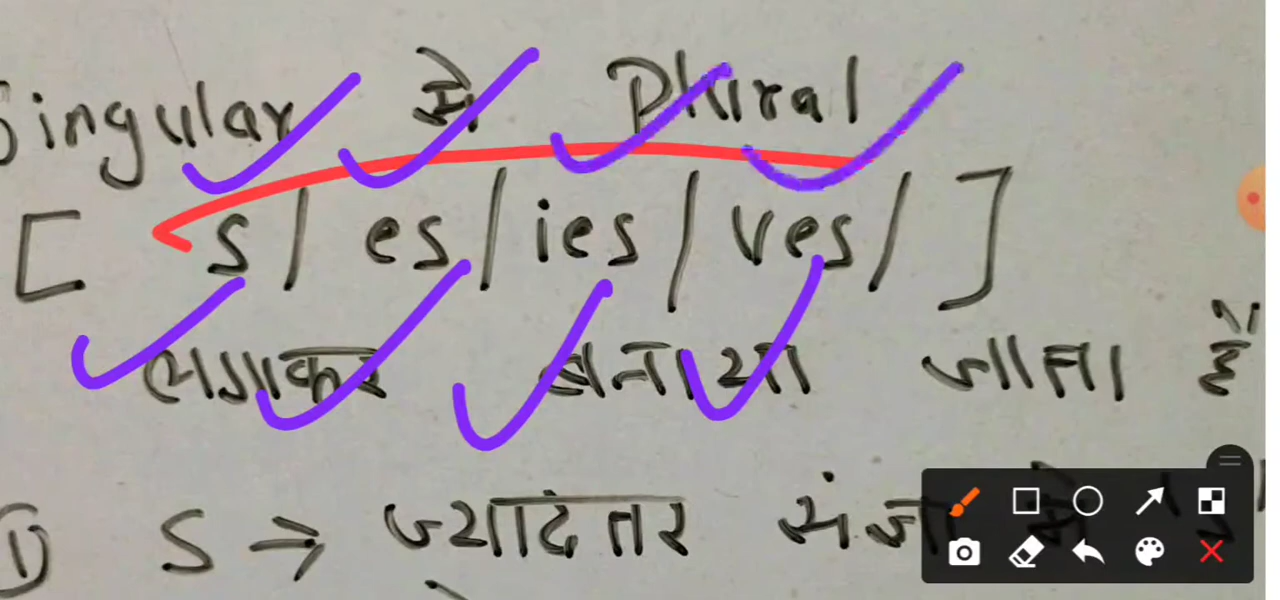 Singular से Plural
[ s / es / ies / ves / ]
लगाकर बनाया जाता है
① S → ज्यादेतर संज्ञा